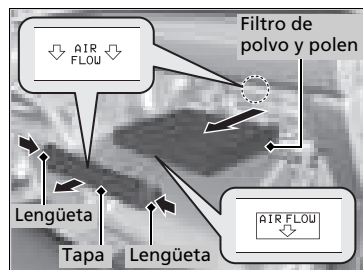 AIR
FLOW
Filtro de
polvo y polen
AIR FLOW
Lengüeta
Tapa
Lengüeta